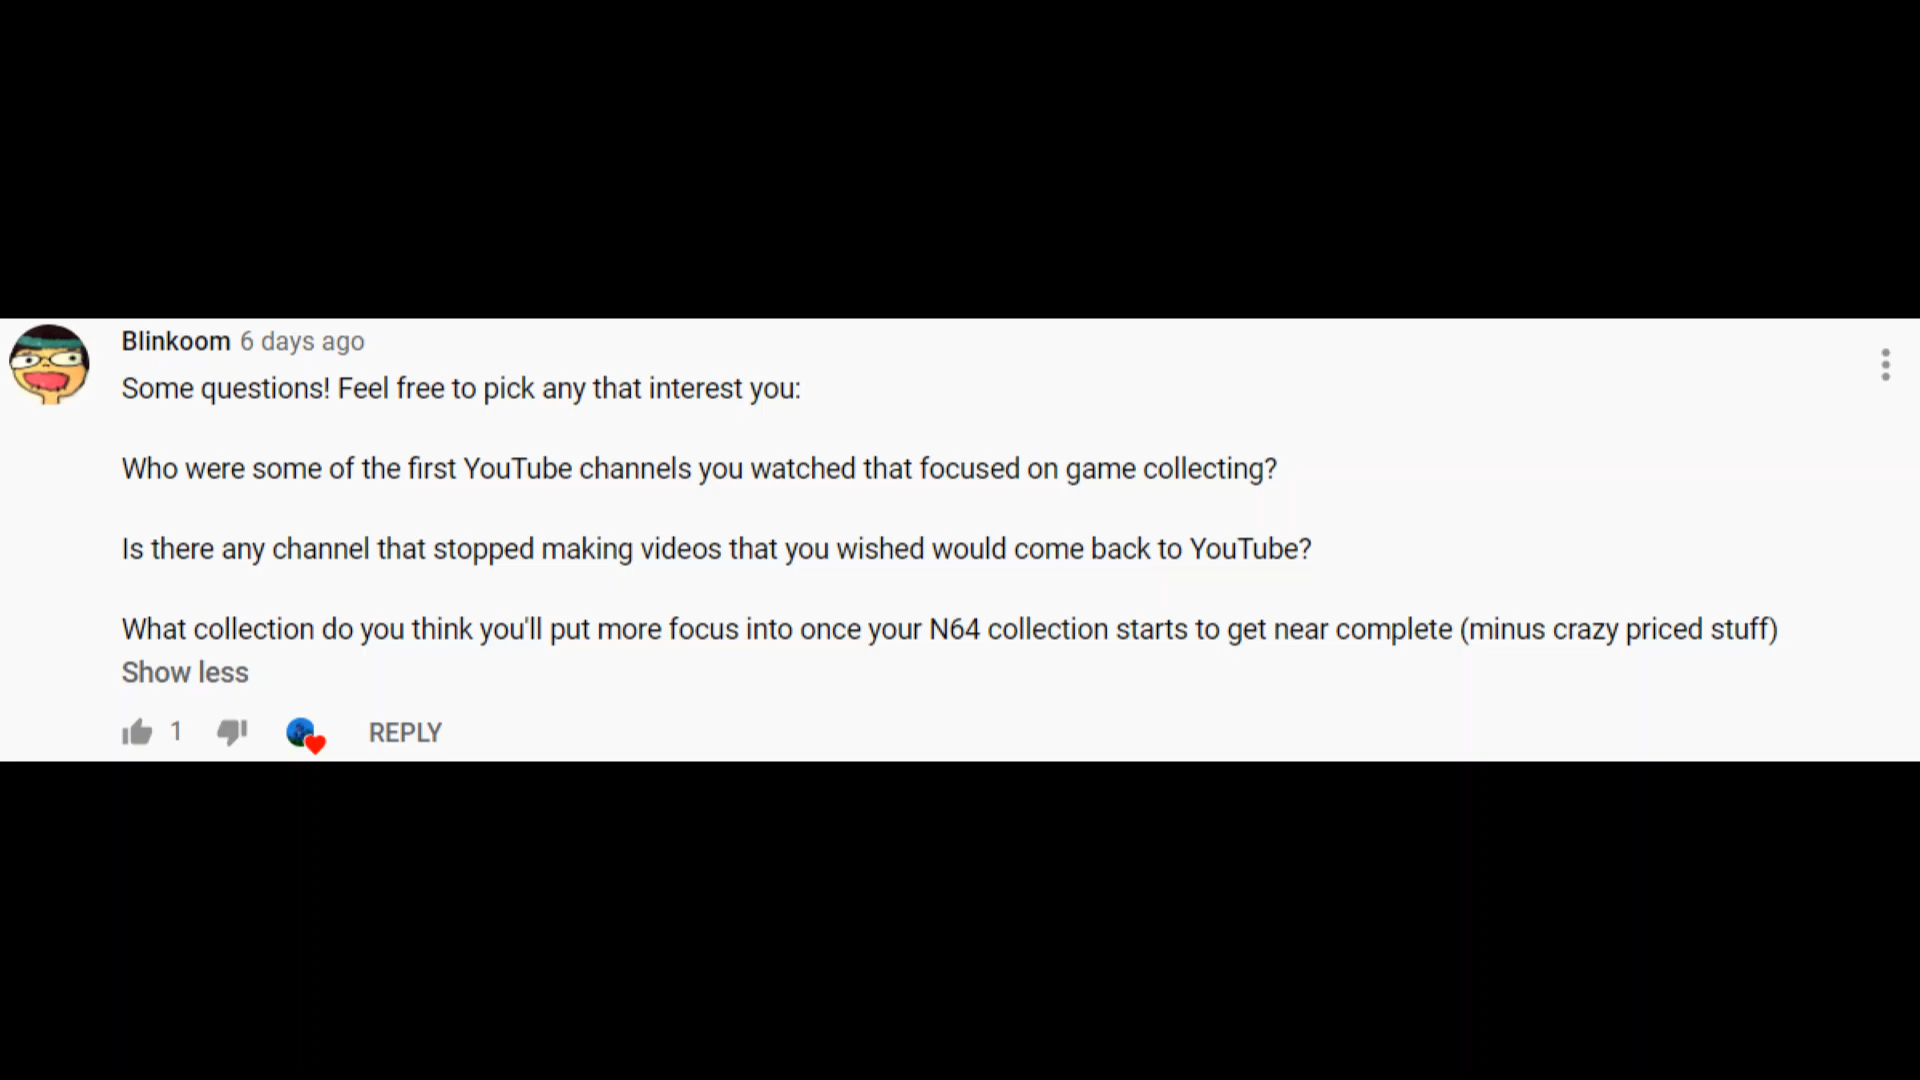 Blinkoom 6 days ago
Some questions! Feel free to pick any that interest you:
Who were some of the first YouTube channels you watched that focused on game collecting?
Is there any channel that stopped making videos that you wished would come back to YouTube?
What collection do you think you'll put more focus into once your N64 collection starts to get near complete (minus crazy priced stuff)
Show less
1 REPLY